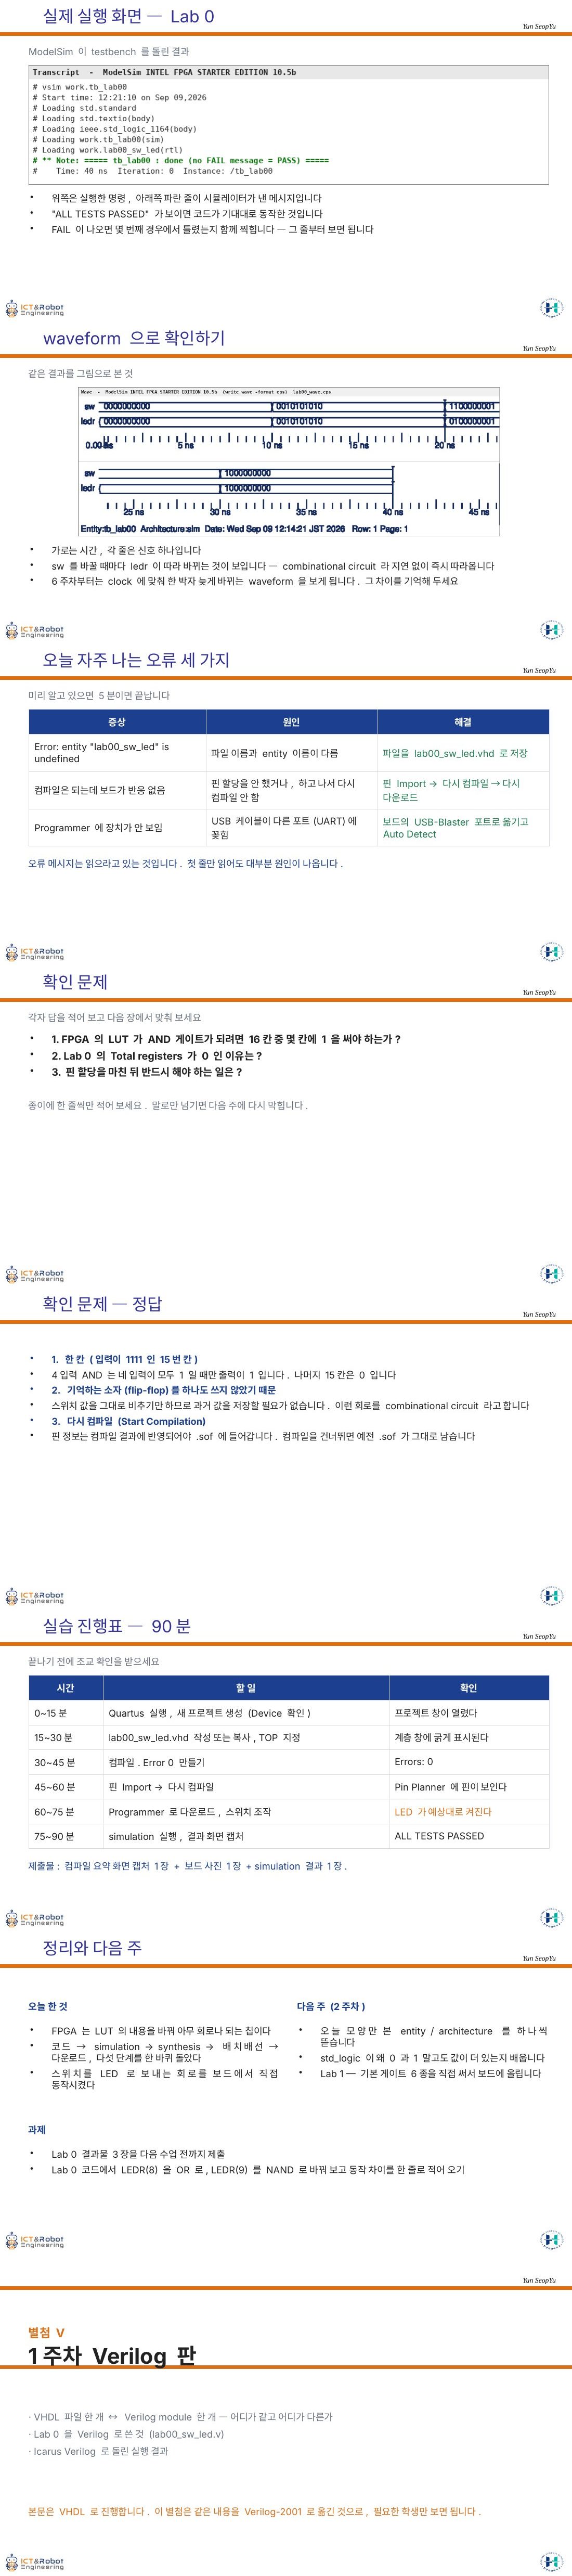 실제 실행 화면 — Lab 0
Yun SeopYu
ModelSim 이 testbench 를 돌린 결과
Transcript - ModelSim INTEL FPGA STARTER EDITION 10.5b
# vsim work.tb_lab00
# Start time: 12:21:10 on Sep 09,2026
# Loading std.standard
# Loading std.textio(body)
# Loading ieee.std_logic_1164(body)
# Loading work.tb_lab00(sim)
# Loading work.lab00_sw_led(rtl)
# ** Note: ===== tb_lab00 : done (no FAIL message = PASS) =====
# Time: 40 ns Iteration: 0 Instance: /tb_lab00
• 위쪽은 실행한 명령 , 아래쪽 파란 줄이 시뮬레이터가 낸 메시지입니다
• "ALL TESTS PASSED" 가 보이면 코드가 기대대로 동작한 것입니다
• FAIL 이 나오면 몇 번째 경우에서 틀렸는지 함께 찍힙니다 — 그 줄부터 보면 됩니다
ICT&Robot
Engineering
waveform 으로 확인하기
Yun SeopYu
같은 결과를 그림으로 본 것
Wave - ModelSim INTEL FPGA STARTER EDITION 10.5b (write wave -format eps) Lab00_wave.eps
sw 0000000000 0010101010 1100000001
ledr 0000000000 0010101010 0100000001
0.00 ns 5 ns 10 ns 15 ns 20 ns
sw 1000000000
ledr 1000000000
25 ns 30 ns 35 ns 40 ns 45 ns
Entity:tb_lab00 Architecture:sim Date: Wed Sep 09 12:14:21 JST 2026 Row: 1 Page: 1
• 가로는 시간 , 각 줄은 신호 하나입니다
• sw 를 바꿀 때마다 ledr 이 따라 바뀌는 것이 보입니다 — combinational circuit 라 지연 없이 즉시 따라옵니다
• 6 주차부터는 clock 에 맞춰 한 박자 늦게 바뀌는 waveform 을 보게 됩니다 . 그 차이를 기억해 두세요
ICT&Robot
Engineering
오늘 자주 나는 오류 세 가지
Yun SeopYu
미리 알고 있으면 5 분이면 끝납니다
증상 원인 해결
Error: entity "lab00_sw_led" is undefined 파일 이름과 entity 이름이 다름 파일을 lab00_sw_led.vhd 로 저장
컴파일은 되는데 보드가 반응 없음 핀 할당을 안 했거나 , 하고 나서 다시 컴파일 안 함 핀 Import → 다시 컴파일 → 다시 다운로드
Programmer 에 장치가 안 보임 USB 케이블이 다른 포트 (UART) 에 꽂힘 보드의 USB-Blaster 포트로 옮기고 Auto Detect
오류 메시지는 읽으라고 있는 것입니다 . 첫 줄만 읽어도 대부분 원인이 나옵니다 .
ICT&Robot
Engineering
확인 문제
Yun SeopYu
각자 답을 적어 보고 다음 장에서 맞춰 보세요
• 1. FPGA 의 LUT 가 AND 게이트가 되려면 16 칸 중 몇 칸에 1 을 써야 하는가 ?
• 2. Lab 0 의 Total registers 가 0 인 이유는 ?
• 3. 핀 할당을 마친 뒤 반드시 해야 하는 일은 ?
종이에 한 줄씩만 적어 보세요 . 말로만 넘기면 다음 주에 다시 막힙니다 .
ICT&Robot
Engineering
확인 문제 — 정답
Yun SeopYu
• 1. 한 칸 ( 입력이 1111 인 15 번 칸 )
• 4 입력 AND 는 네 입력이 모두 1 일 때만 출력이 1 입니다 . 나머지 15 칸은 0 입니다
• 2. 기억하는 소자 (flip-flop) 를 하나도 쓰지 않았기 때문
• 스위치 값을 그대로 비추기만 하므로 과거 값을 저장할 필요가 없습니다 . 이런 회로를 combinational circuit 라고 합니다
• 3. 다시 컴파일 (Start Compilation)
• 핀 정보는 컴파일 결과에 반영되어야 .sof 에 들어갑니다 . 컴파일을 건너뛰면 예전 .sof 가 그대로 남습니다
ICT&Robot
Engineering
실습 진행표 — 90 분
Yun SeopYu
끝나기 전에 조교 확인을 받으세요
시간 할 일 확인
0~15 분 Quartus 실행 , 새 프로젝트 생성 (Device 확인 ) 프로젝트 창이 열렸다
15~30 분 lab00_sw_led.vhd 작성 또는 복사 , TOP 지정 계층 창에 굵게 표시된다
30~45 분 컴파일 . Error 0 만들기 Errors: 0
45~60 분 핀 Import → 다시 컴파일 Pin Planner 에 핀이 보인다
60~75 분 Programmer 로 다운로드 , 스위치 조작 LED 가 예상대로 켜진다
75~90 분 simulation 실행 , 결과 화면 캡처 ALL TESTS PASSED
제출물 : 컴파일 요약 화면 캡처 1 장 + 보드 사진 1 장 + simulation 결과 1 장 .
ICT&Robot
Engineering
정리와 다음 주
Yun SeopYu
오늘 한 것
• FPGA 는 LUT 의 내용을 바꿔 아무 회로나 되는 칩이다
• 코드 → simulation → synthesis → 배치배선 →
다운로드 , 다섯 단계를 한 바퀴 돌았다
• 스위치를 LED 로 보내는 회로를 보드에서 직접
동작시켰다
다음 주 (2 주차 )
• 오늘 모양만 본 entity / architecture 를 하나씩
뜯습니다
• std_logic 이 왜 0 과 1 말고도 값이 더 있는지 배웁니다
• Lab 1 — 기본 게이트 6 종을 직접 써서 보드에 올립니다
과제
• Lab 0 결과물 3 장을 다음 수업 전까지 제출
• Lab 0 코드에서 LEDR(8) 을 OR 로 , LEDR(9) 를 NAND 로 바꿔 보고 동작 차이를 한 줄로 적어 오기
ICT&Robot
Engineering
Yun SeopYu
별첨 V
1 주차 Verilog 판
· VHDL 파일 한 개 ↔ Verilog module 한 개 — 어디가 같고 어디가 다른가
· Lab 0 을 Verilog 로 쓴 것 (lab00_sw_led.v)
· Icarus Verilog 로 돌린 실행 결과
본문은 VHDL 로 진행합니다 . 이 별첨은 같은 내용을 Verilog-2001 로 옮긴 것으로 , 필요한 학생만 보면 됩니다 .
ICT&Robot
Engineering